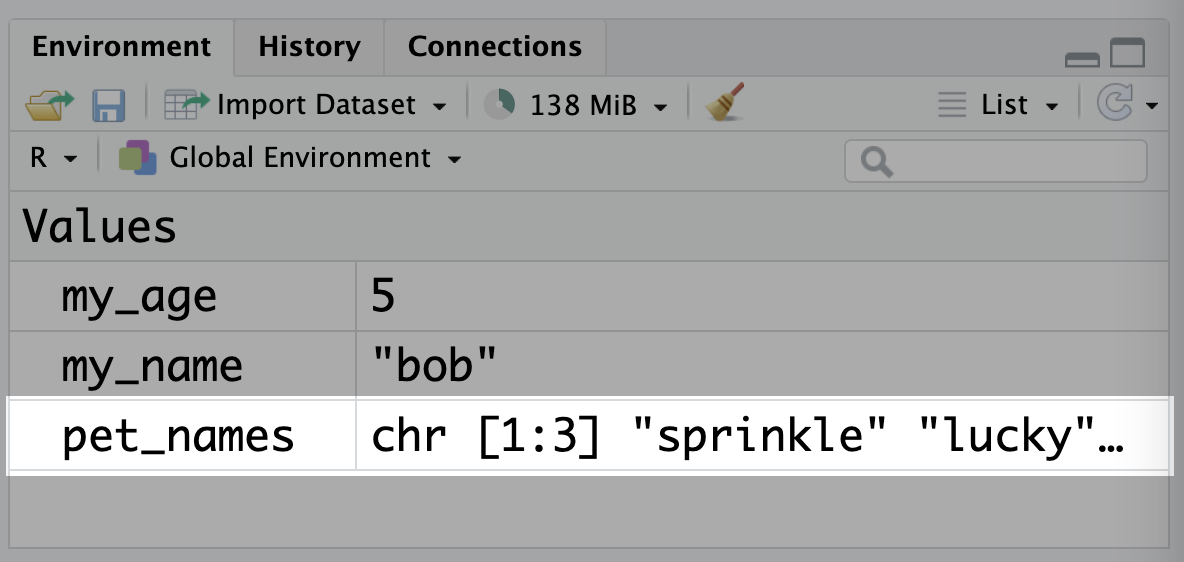 Environment History Connections
Import Dataset 138 MiB List
R Global Environment
Values
my_age 5
my_name "bob"
pet_names chr [1:3] "sprinkle" "lucky"…